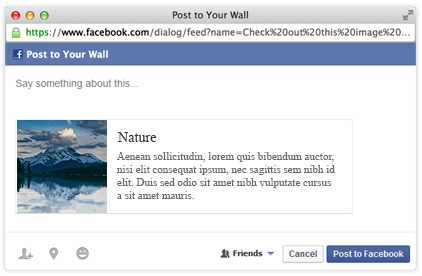 Post to Your Wall
https://www.facebook.com/dialog/feed?name=Check%20out%20this%20image%20...
Post to Your Wall
Say something about this...
Nature
Aenean sollicitudin, lorem quis bibendum auctor,
nisi elit consequat ipsum, nec sagittis sem nibh id
elit. Duis sed odio sit amet nibh vulputate cursus
a sit amet mauris.
Friends Cancel Post to Facebook